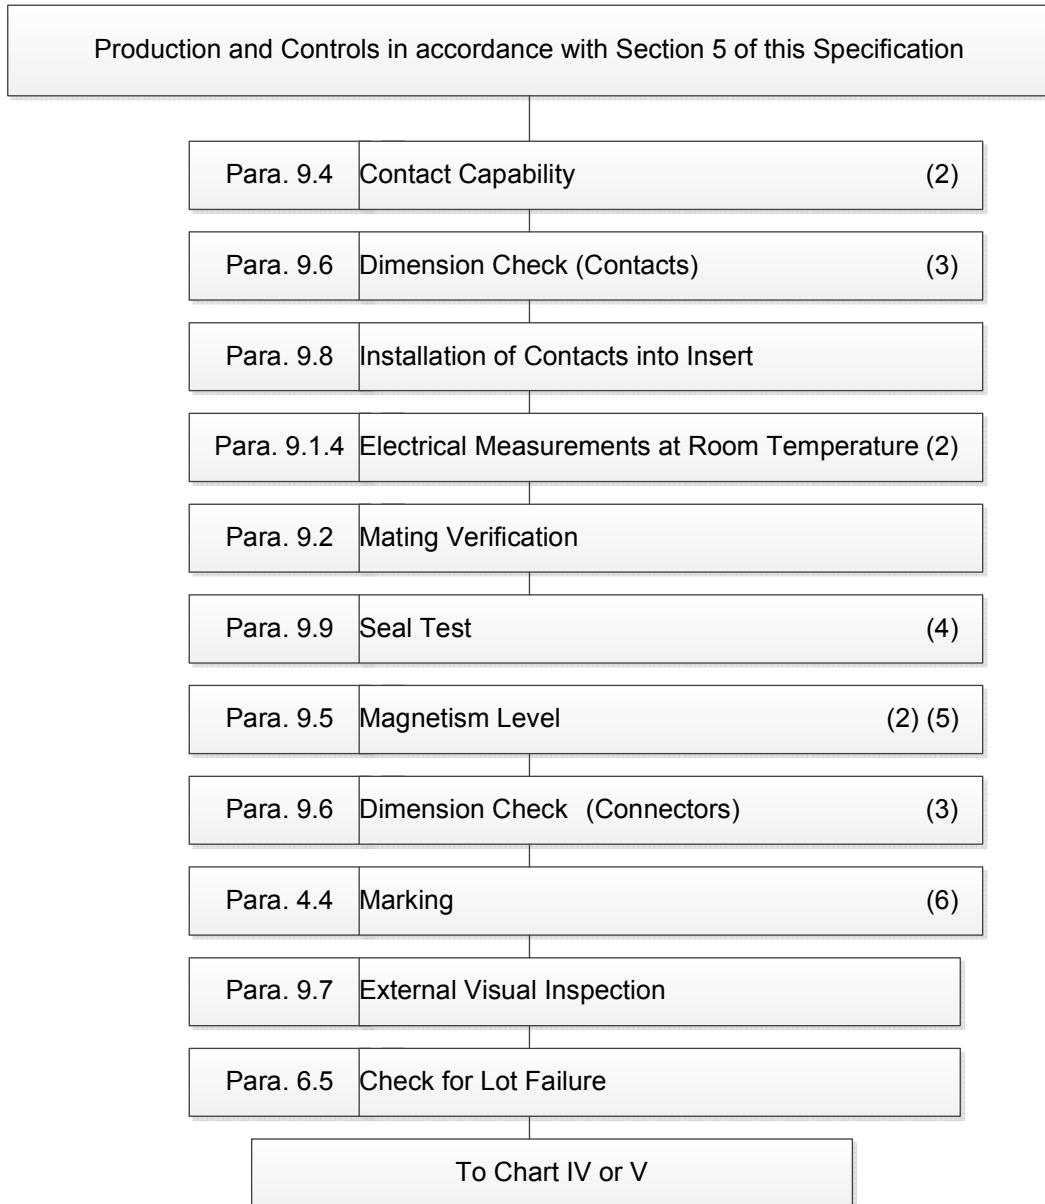 Production and Controls in accordance with Section 5 of this Specification
Para. 9.4 Contact Capability (2)
Para. 9.6 Dimension Check (Contacts) (3)
Para. 9.8 Installation of Contacts into Insert
Para. 9.1.4 Electrical Measurements at Room Temperature (2)
Para. 9.2 Mating Verification
Para. 9.9 Seal Test (4)
Para. 9.5 Magnetism Level (2) (5)
Para. 9.6 Dimension Check (Connectors) (3)
Para. 4.4 Marking (6)
Para. 9.7 External Visual Inspection
Para. 6.5 Check for Lot Failure
To Chart IV or V